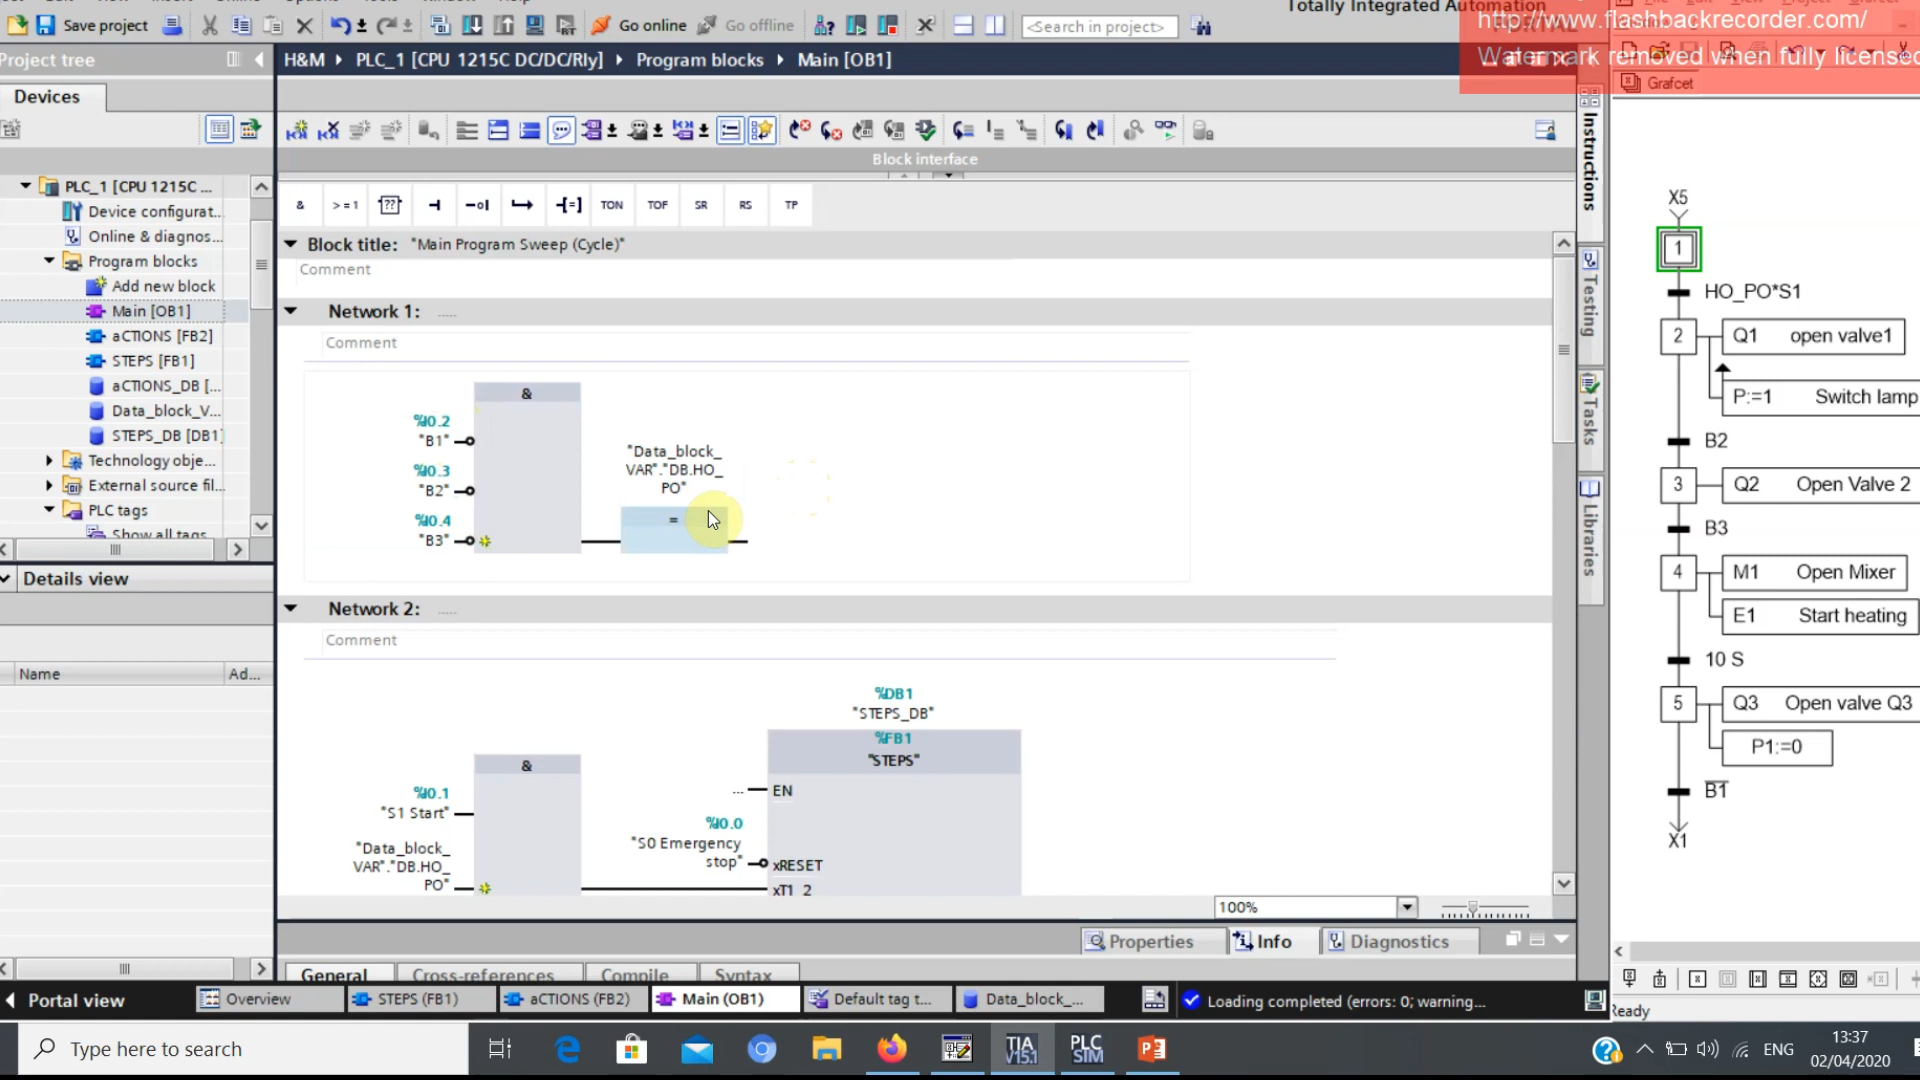 Totally Integrated Automation
PORTAL
http://www.flashbackrecorder.com/
Watermark removed when fully licensed
Save project
Go online
Go offline
<Search in project>
Project tree
H&M
PLC_1 [CPU 1215C DC/DC/Rly]
Program blocks
Main [OB1]
Devices
Grafcet
Block interface
Instructions
Testing
Tasks
Libraries
PLC_1 [CPU 1215C ...
Device configurat...
Online & diagnos...
Program blocks
Add new block
Main [OB1]
aCTIONS [FB2]
STEPS [FB1]
aCTIONS_DB [...
Data_block_V...
STEPS_DB [DB1]
Technology obje...
External source fil...
PLC tags
Show all tags
Details view
Name
Ad...
&
>=1
??
TON
TOF
SR
RS
TP
Block title: "Main Program Sweep (Cycle)"
Comment
Network 1: .....
Comment
&
%I0.2
"B1"
%I0.3
"B2"
%I0.4
"B3"
"Data_block_
VAR"."DB.HO_
PO"
=
Network 2: .....
Comment
%DB1
"STEPS_DB"
%FB1
"STEPS"
&
%I0.1
"S1 Start"
"Data_block_
VAR"."DB.HO_
PO"
... EN
%I0.0
"S0 Emergency
stop"
xRESET
xT1_2
100%
Properties
Info
Diagnostics
General
Cross-references
Compile
Syntax
X5
1
HO_PO*S1
2
Q1 open valve1
P:=1 Switch lamp
B2
3
Q2 Open Valve 2
B3
4
M1 Open Mixer
E1 Start heating
10 S
5
Q3 Open valve Q3
P1:=0
B1
X1
Portal view
Overview
STEPS (FB1)
aCTIONS (FB2)
Main (OB1)
Default tag t...
Data_block_...
Loading completed (errors: 0; warning...
Ready
Type here to search
TIA
V15.1
PLC
SIM
ENG
13:37
02/04/2020